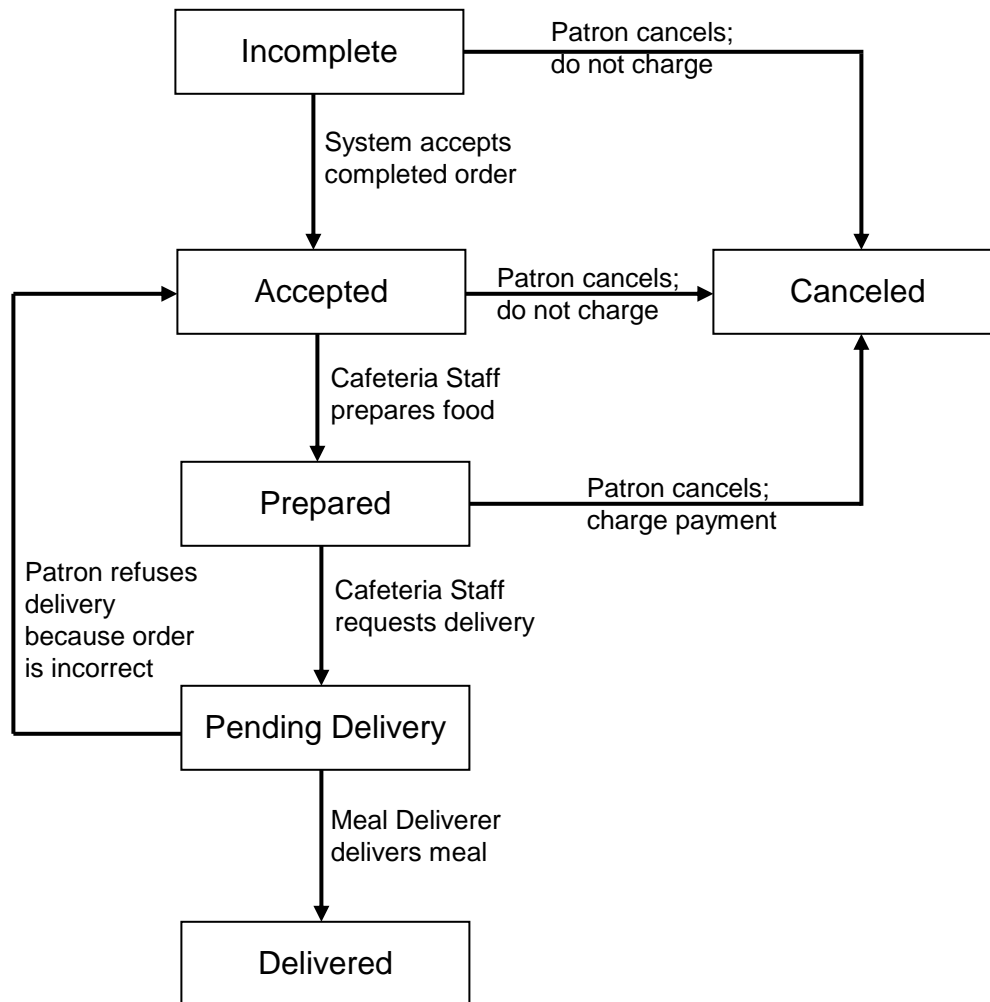 Incomplete
Patron cancels;
do not charge
System accepts
completed order
Accepted
Patron cancels;
do not charge
Canceled
Cafeteria Staff
prepares food
Prepared
Patron cancels;
charge payment
Patron refuses
delivery
because order
is incorrect
Cafeteria Staff
requests delivery
Pending Delivery
Meal Deliverer
delivers meal
Delivered